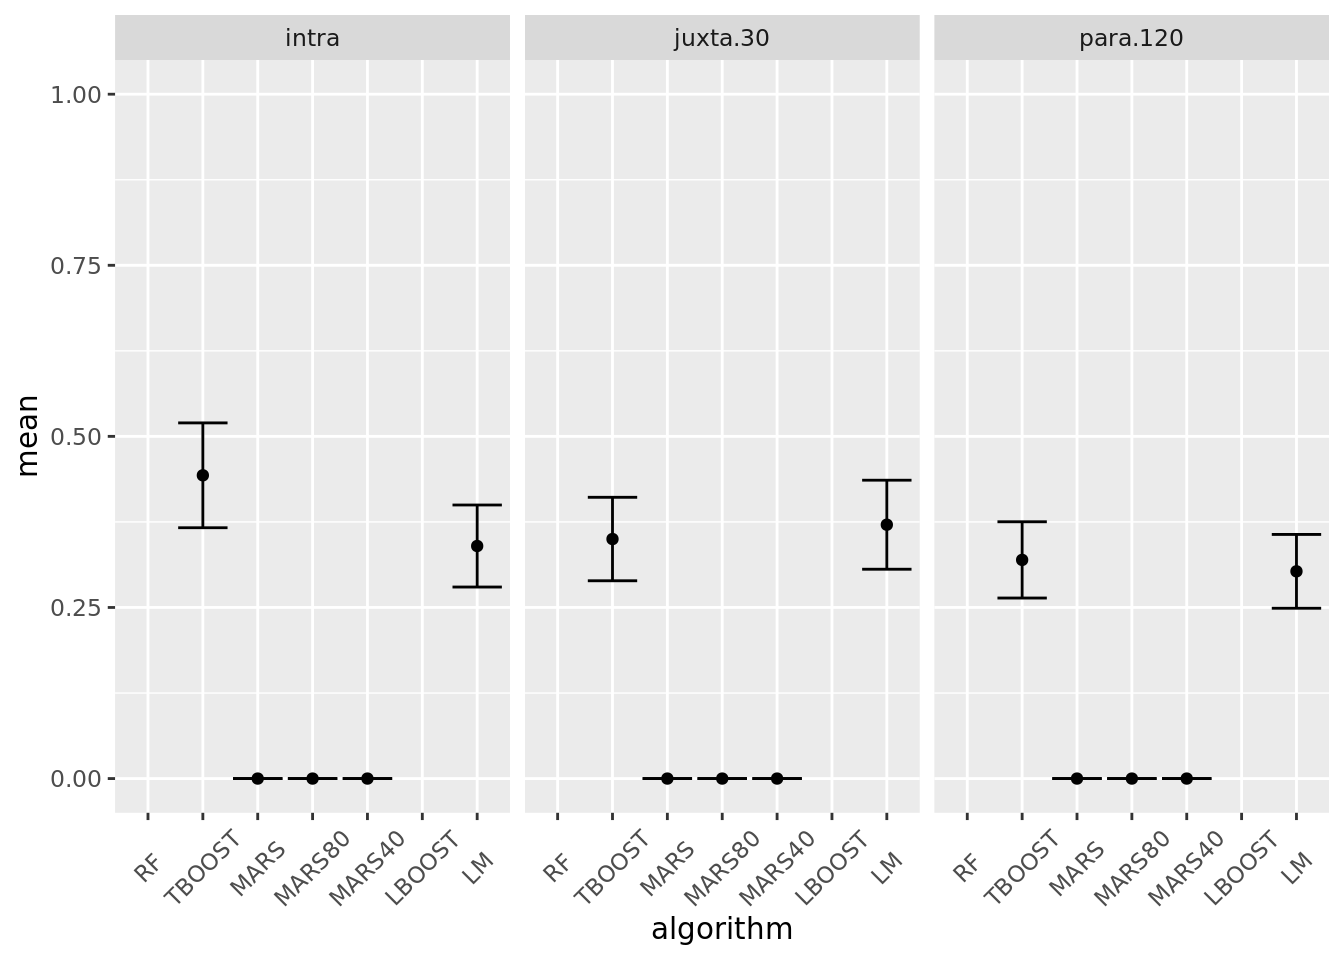 intra juxta.30 para.120
1.00
0.75
0.50
0.25
0.00
mean
RF TBOOST MARS MARS80 MARS40 LBOOST LM RF TBOOST MARS MARS80 MARS40 LBOOST LM RF TBOOST MARS MARS80 MARS40 LBOOST LM
algorithm